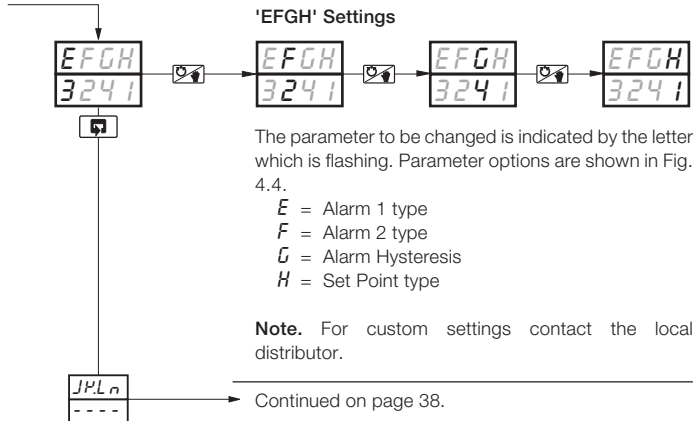 'EFGH' Settings
EFGH EFGH EFGH EFGH
3241 3241 3241 3241
The parameter to be changed is indicated by the letter
which is flashing. Parameter options are shown in Fig.
4.4.
E = Alarm 1 type
F = Alarm 2 type
G = Alarm Hysteresis
H = Set Point type
Note. For custom settings contact the local
distributor.
JK.Ln
- - - -
Continued on page 38.